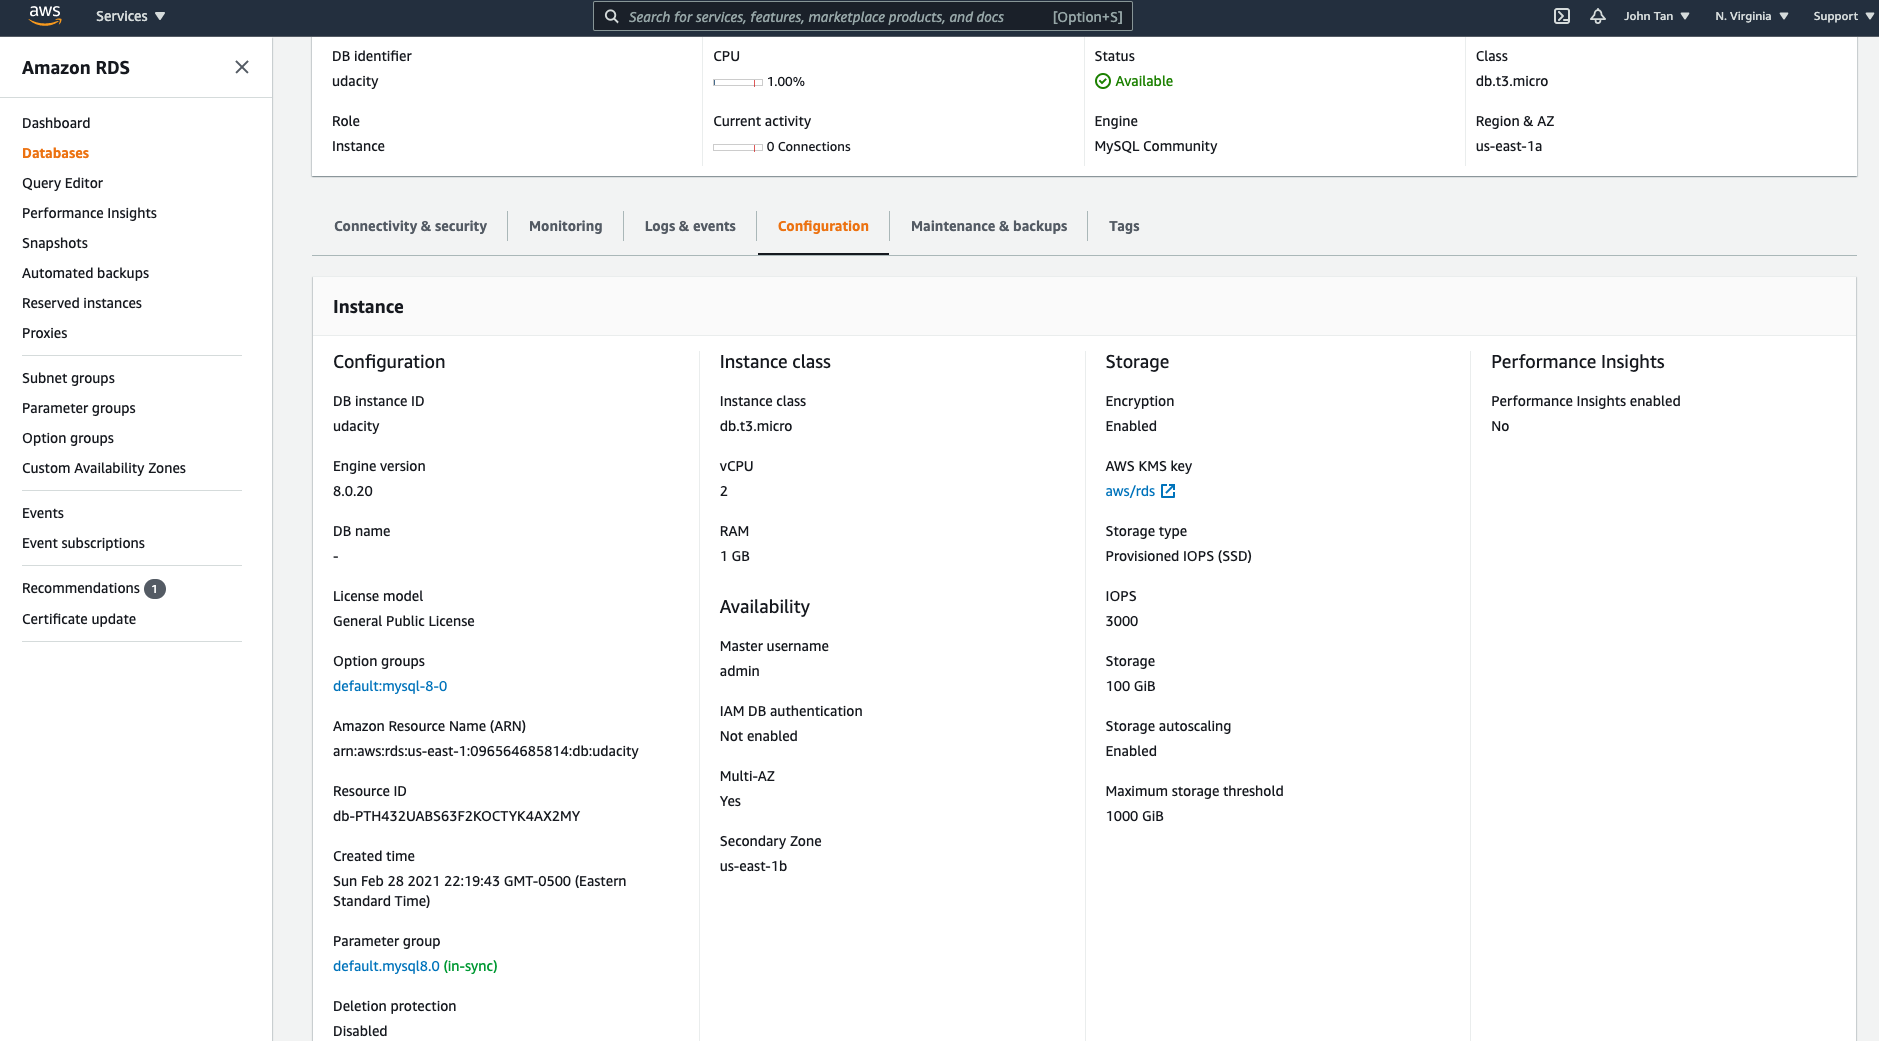 aws
Services ▼
Search for services, features, marketplace products, and docs
[Option+S]
John Tan ▼
N. Virginia ▼
Support ▼
Amazon RDS
Dashboard
Databases
Query Editor
Performance Insights
Snapshots
Automated backups
Reserved instances
Proxies
Subnet groups
Parameter groups
Option groups
Custom Availability Zones
Events
Event subscriptions
Recommendations 1
Certificate update
DB identifier
udacity
CPU
1.00%
Status
Available
Class
db.t3.micro
Role
Instance
Current activity
0 Connections
Engine
MySQL Community
Region & AZ
us-east-1a
Connectivity & security
Monitoring
Logs & events
Configuration
Maintenance & backups
Tags
Instance
Configuration
DB instance ID
udacity
Engine version
8.0.20
DB name
-
License model
General Public License
Option groups
default:mysql-8-0
Amazon Resource Name (ARN)
arn:aws:rds:us-east-1:096564685814:db:udacity
Resource ID
db-PTH432UABS63F2KOCTYK4AX2MY
Created time
Sun Feb 28 2021 22:19:43 GMT-0500 (Eastern
Standard Time)
Parameter group
default.mysql8.0 (in-sync)
Deletion protection
Disabled
Instance class
Instance class
db.t3.micro
vCPU
2
RAM
1 GB
Availability
Master username
admin
IAM DB authentication
Not enabled
Multi-AZ
Yes
Secondary Zone
us-east-1b
Storage
Encryption
Enabled
AWS KMS key
aws/rds
Storage type
Provisioned IOPS (SSD)
IOPS
3000
Storage
100 GiB
Storage autoscaling
Enabled
Maximum storage threshold
1000 GiB
Performance Insights
Performance Insights enabled
No